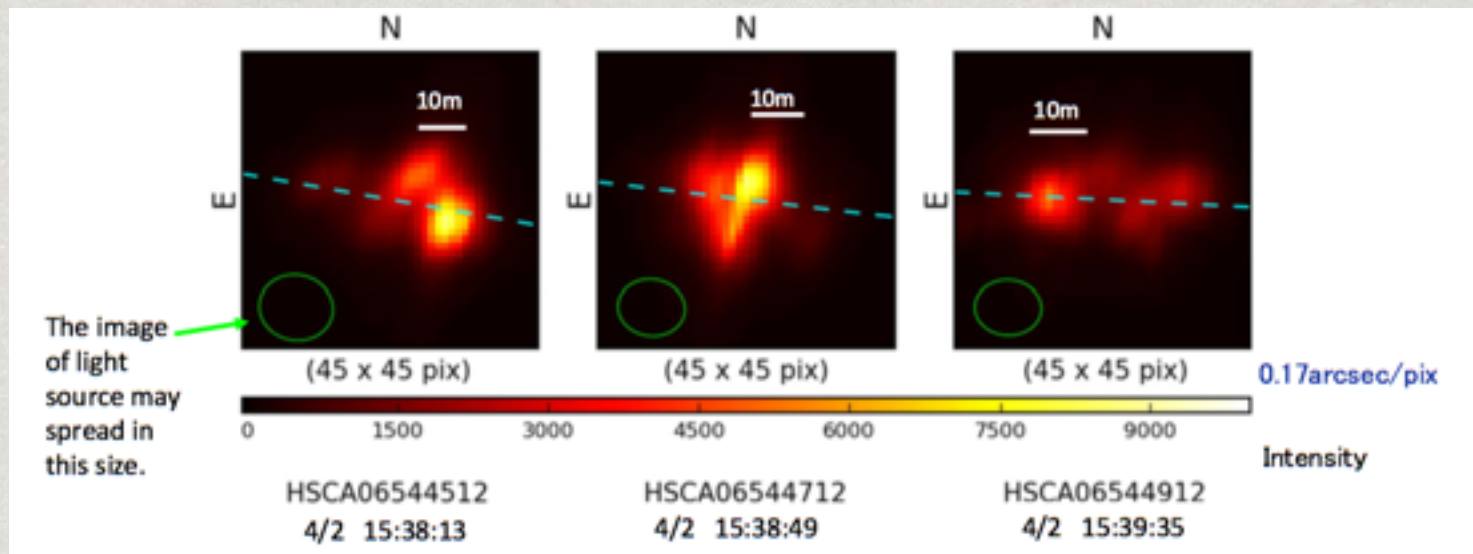 N N N
10m 10m 10m
E E E
The image
of light
source may
spread in
this size.
(45 x 45 pix) (45 x 45 pix) (45 x 45 pix) 0.17arcsec/pix
0 1500 3000 4500 6000 7500 9000
Intensity
HSCA06544512 HSCA06544712 HSCA06544912
4/2 15:38:13 4/2 15:38:49 4/2 15:39:35